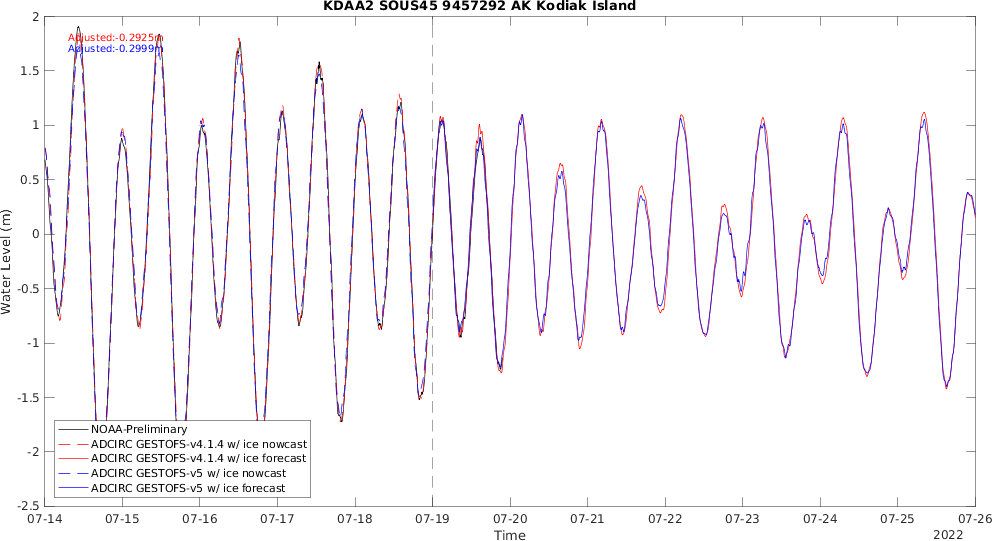 KDAA2 SOUS45 9457292 AK Kodiak Island
Adjusted:-0.2925m
Adjusted:-0.2999m
Water Level (m)
2
1.5
1
0.5
0
-0.5
-1
-1.5
-2
-2.5
NOAA-Preliminary
ADCIRC GESTOFS-v4.1.4 w/ ice nowcast
ADCIRC GESTOFS-v4.1.4 w/ ice forecast
ADCIRC GESTOFS-v5 w/ ice nowcast
ADCIRC GESTOFS-v5 w/ ice forecast
07-14 07-15 07-16 07-17 07-18 07-19 07-20 07-21 07-22 07-23 07-24 07-25 07-26
Time
2022